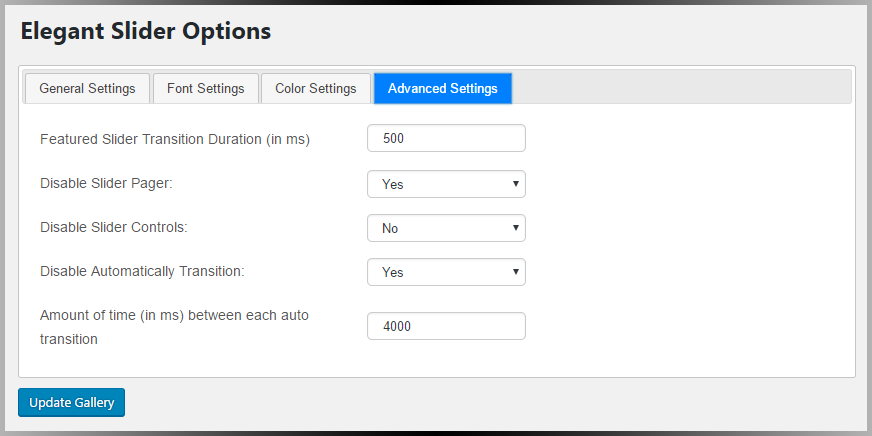 Elegant Slider Options
General Settings Font Settings Color Settings Advanced Settings
Featured Slider Transition Duration (in ms) 500
Disable Slider Pager: Yes
Disable Slider Controls: No
Disable Automatically Transition: Yes
Amount of time (in ms) between each auto
transition
4000
Update Gallery